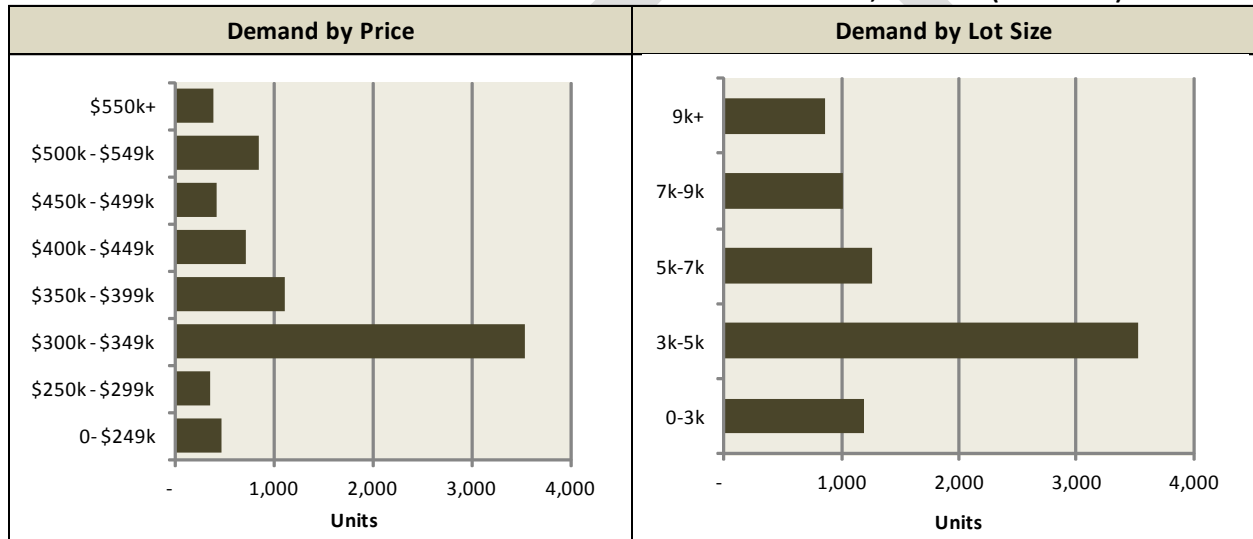 Demand by Price
Demand by Lot Size
$550k+
$500k - $549k
$450k - $499k
$400k - $449k
$350k - $399k
$300k - $349k
$250k - $299k
0 - $249k
- 1,000 2,000 3,000 4,000
Units
9k+
7k-9k
5k-7k
3k-5k
0-3k
- 1,000 2,000 3,000 4,000
Units